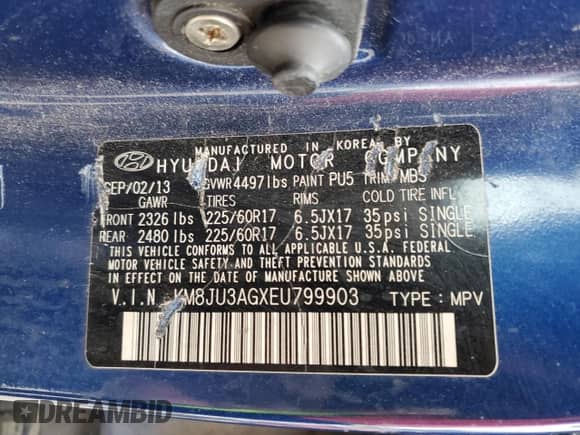 MANUFACTURED IN KOREA BY
HYUNDAI MOTOR COMPANY
SEP/02/13 GVWR 4497 lbs PAINT PU5 TRIM MBS
GAWR TIRES RIMS COLD TIRE INFL
FRONT 2326 lbs 225/60R17 6.5JX17 35psi SINGLE
REAR 2480 lbs 225/60R17 6.5JX17 35psi SINGLE
THIS VEHICLE CONFORMS TO ALL APPLICABLE U.S.A. FEDERAL
MOTOR VEHICLE SAFETY AND THEFT PREVENTION STANDARDS
IN EFFECT ON THE DATE OF MANUFACTURE SHOWN ABOVE.
V.I.N. KM8JU3AGXEU799903 TYPE: MPV
DREAMBID